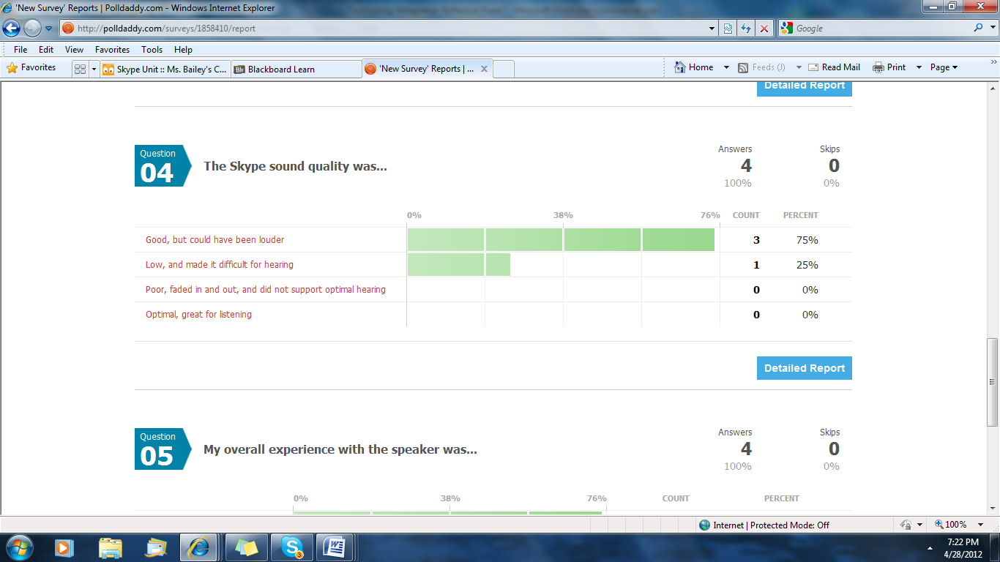 'New Survey' Reports | Polldaddy.com - Windows Internet Explorer
http://polldaddy.com/surveys/1858410/report
Google
File Edit View Favorites Tools Help
Favorites
Skype Unit :: Ms. Bailey's C...
Bb Blackboard Learn
'New Survey' Reports | ...
Home
Feeds (J)
Read Mail
Print
Page
Detailed Report
Question
04
The Skype sound quality was...
Answers
4
100%
Skips
0
0%
0% 38% 76% COUNT PERCENT
Good, but could have been louder 3 75%
Low, and made it difficult for hearing 1 25%
Poor, faded in and out, and did not support optimal hearing 0 0%
Optimal, great for listening 0 0%
Detailed Report
Question
05
My overall experience with the speaker was...
Answers
4
100%
Skips
0
0%
0% 38% 76% COUNT PERCENT
Internet | Protected Mode: Off
100%
3
7:22 PM
4/28/2012